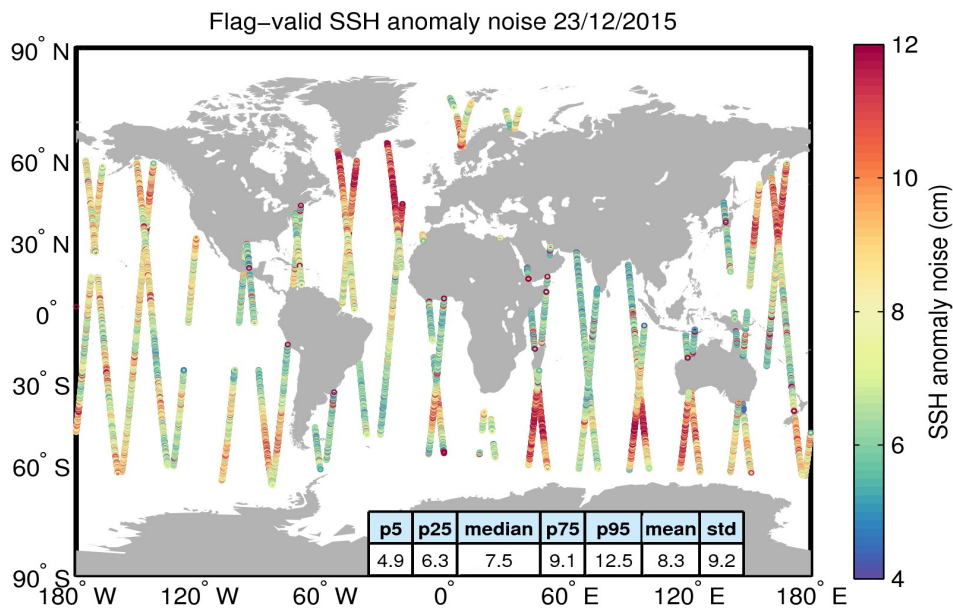 Flag−valid SSH anomaly noise 23/12/2015
90° N
60° N
30° N
0°
30° S
60° S
90° S
180° W
120° W
60° W
0°
60° E
120° E
180° E
p5 p25 median p75 p95 mean std
4.9 6.3 7.5 9.1 12.5 8.3 9.2
12
10
8
6
4
SSH anomaly noise (cm)